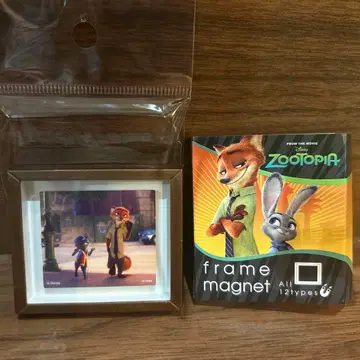 FROM THE MOVIE
Disney
ZOOTOPIA
frame
magnet
All
12types